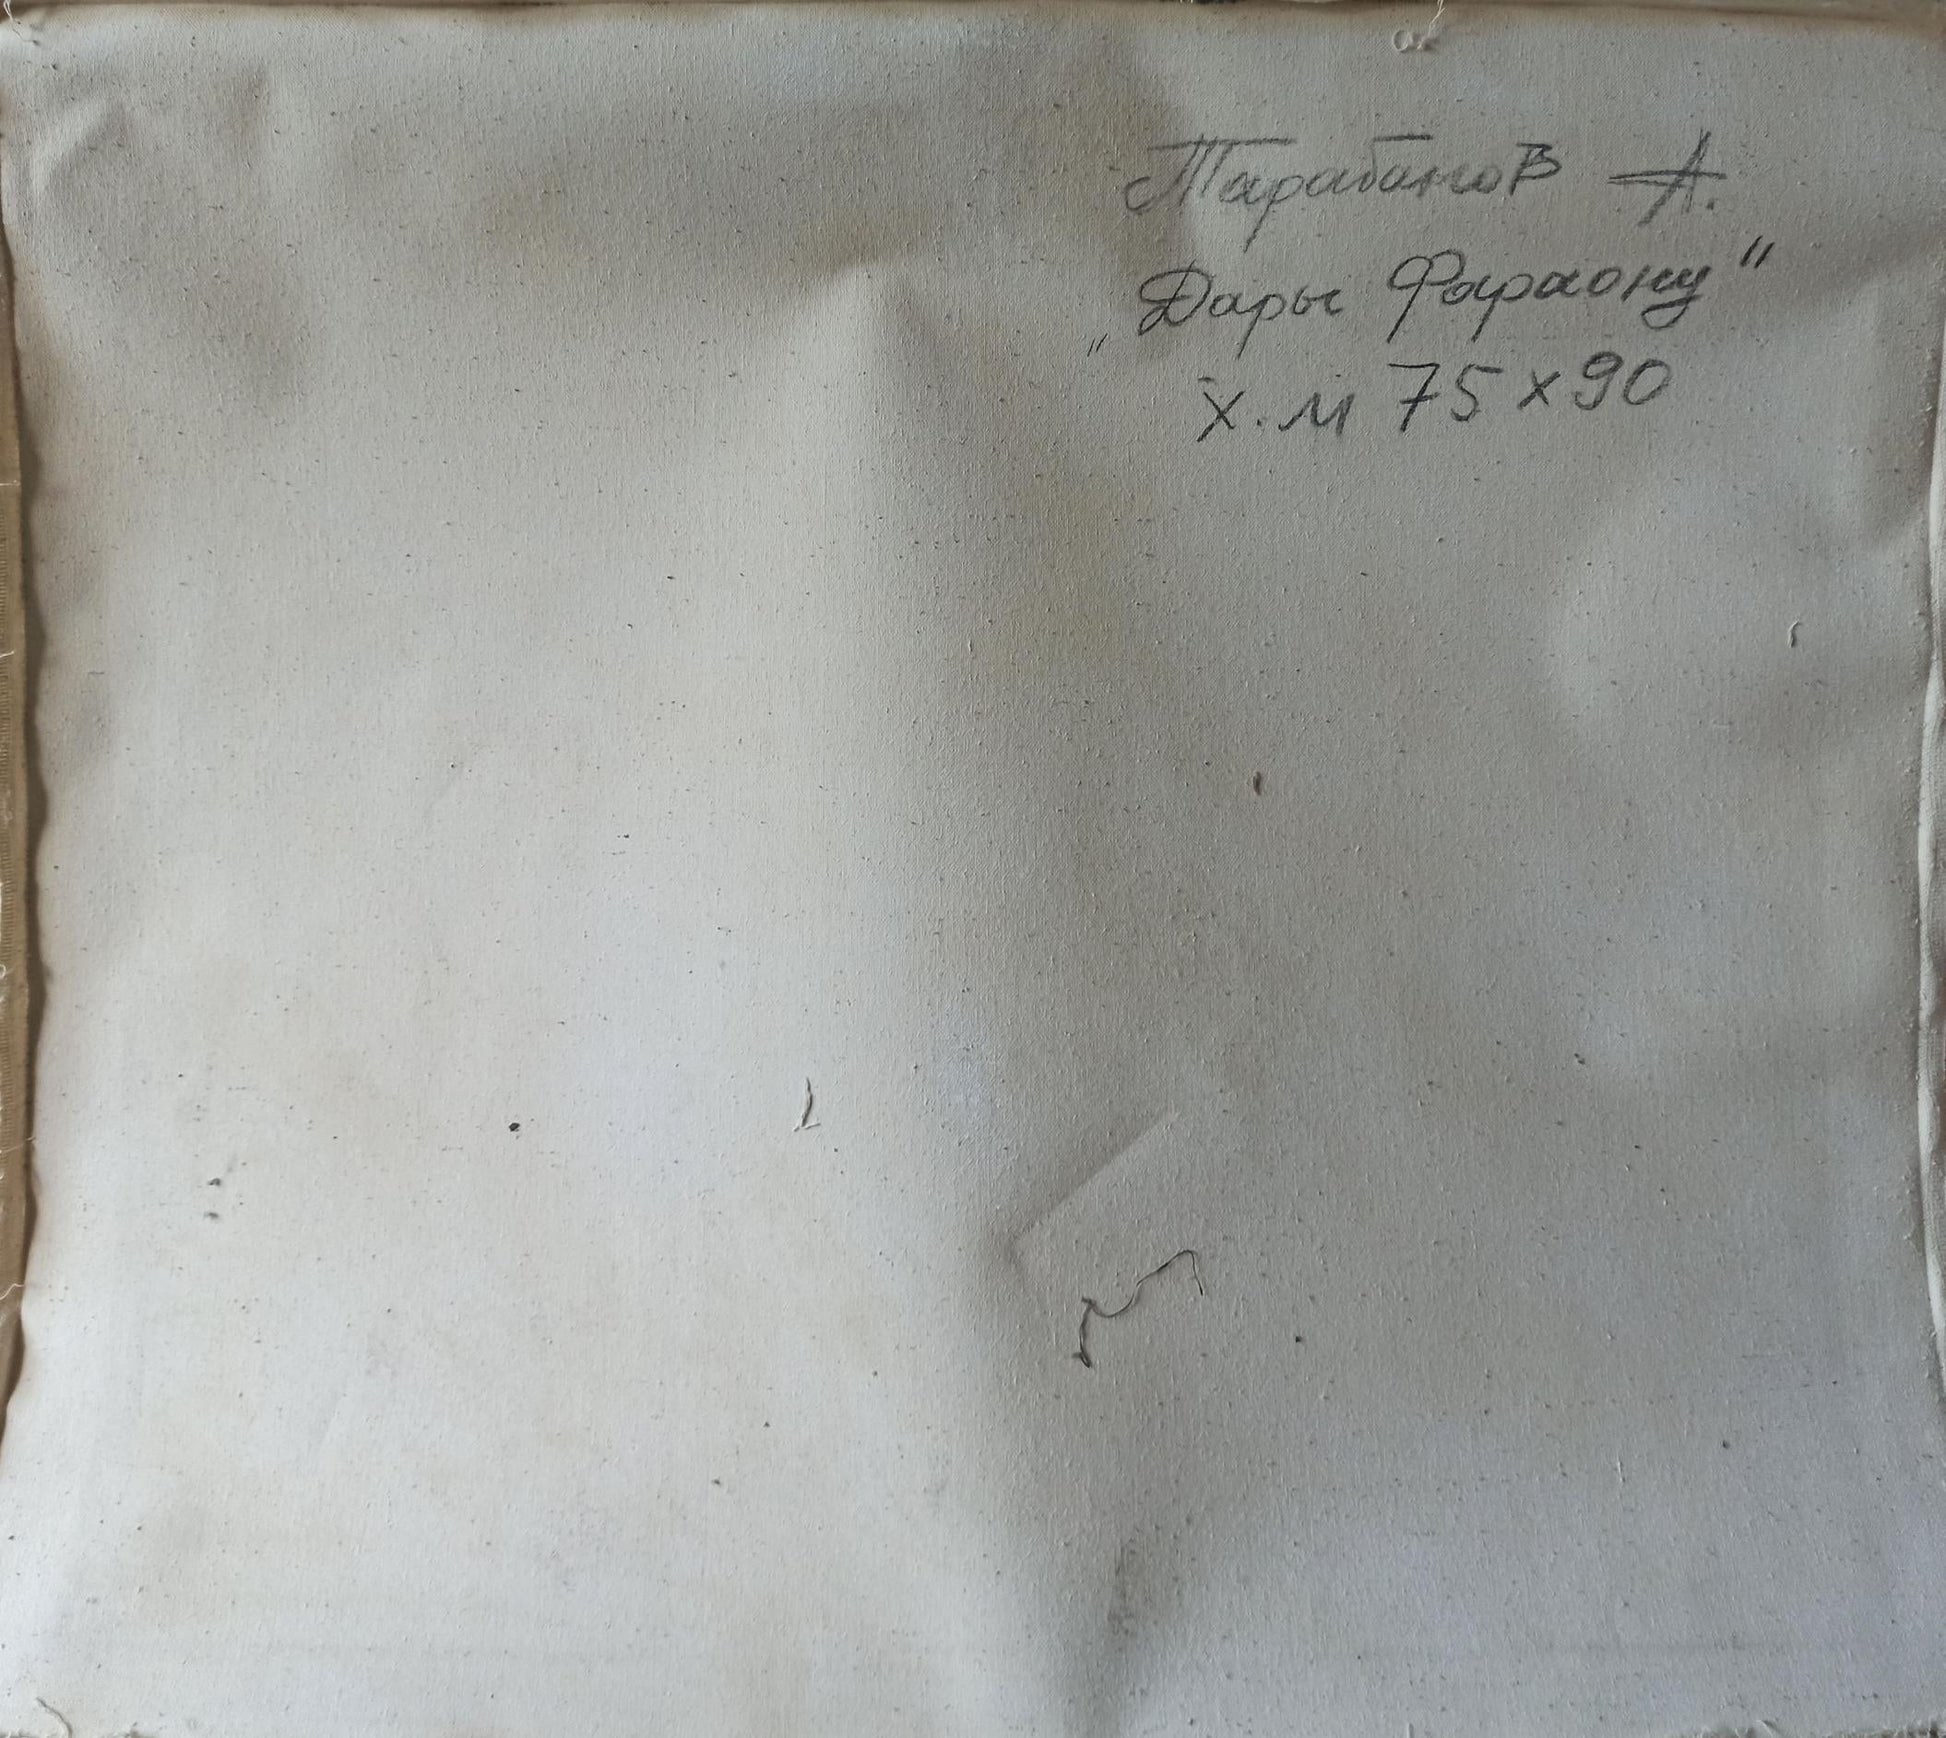 Тарабанов А.
„Дары Фараону"
х.м 75 x 90